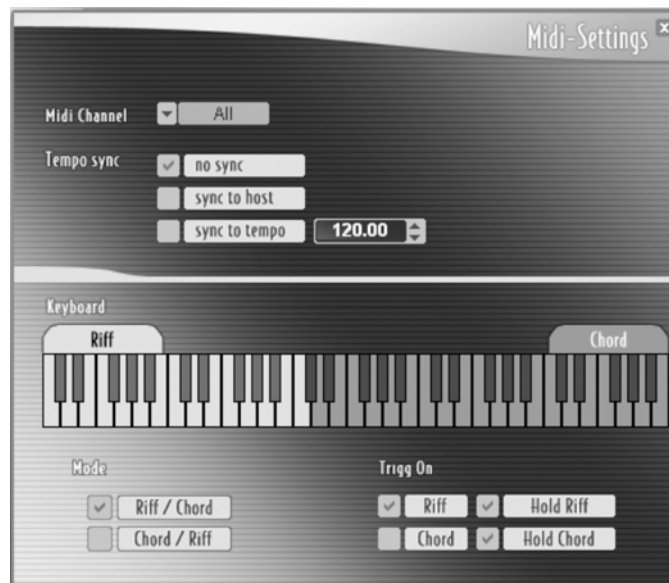 Midi-Settings x
Midi Channel All
Tempo sync no sync
sync to host
sync to tempo 120.00
Keyboard
Riff Chord
Mode Trigg On
Riff / Chord Riff Hold Riff
Chord / Riff Chord Hold Chord